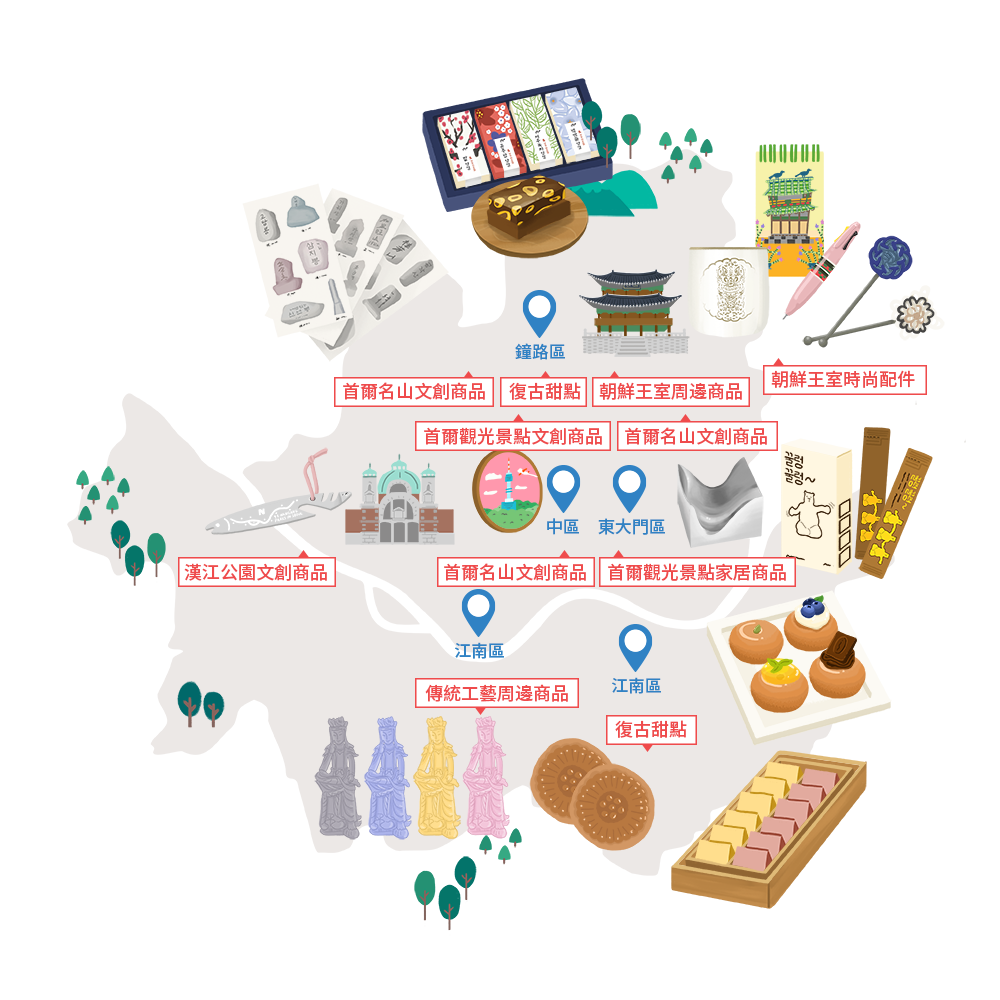 鐘路區
首爾名山文創商品
復古甜點
朝鮮王室周邊商品
朝鮮王室時尚配件
首爾觀光景點文創商品
首爾名山文創商品
中區
東大門區
漢江公園文創商品
首爾名山文創商品
首爾觀光景點家居商品
江南區
江南區
傳統工藝周邊商品
復古甜點